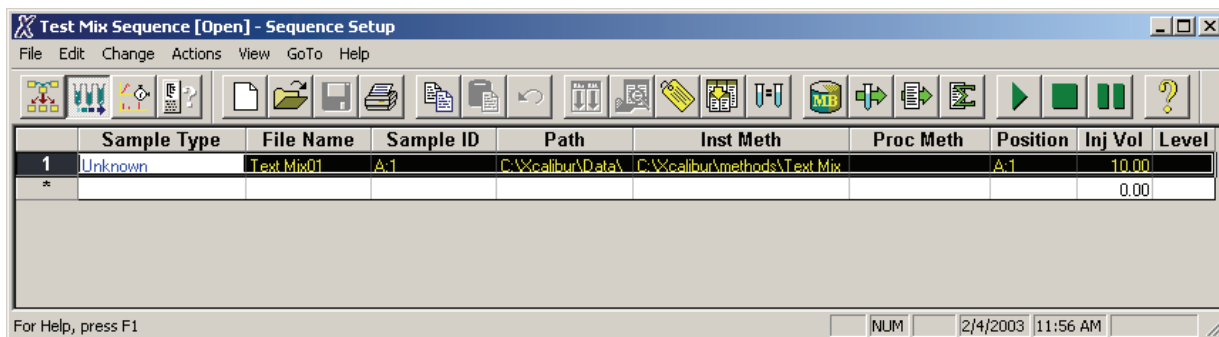 Test Mix Sequence [Open] - Sequence Setup
File Edit Change Actions View GoTo Help
MB
Sample Type File Name Sample ID Path Inst Meth Proc Meth Position Inj Vol Level
1 Unknown Text Mix01 A:1 C:\Xcalibur\Data\ C:\Xcalibur\methods\Text Mix A:1 10.00
* 0.00
For Help, press F1 NUM 2/4/2003 11:56 AM